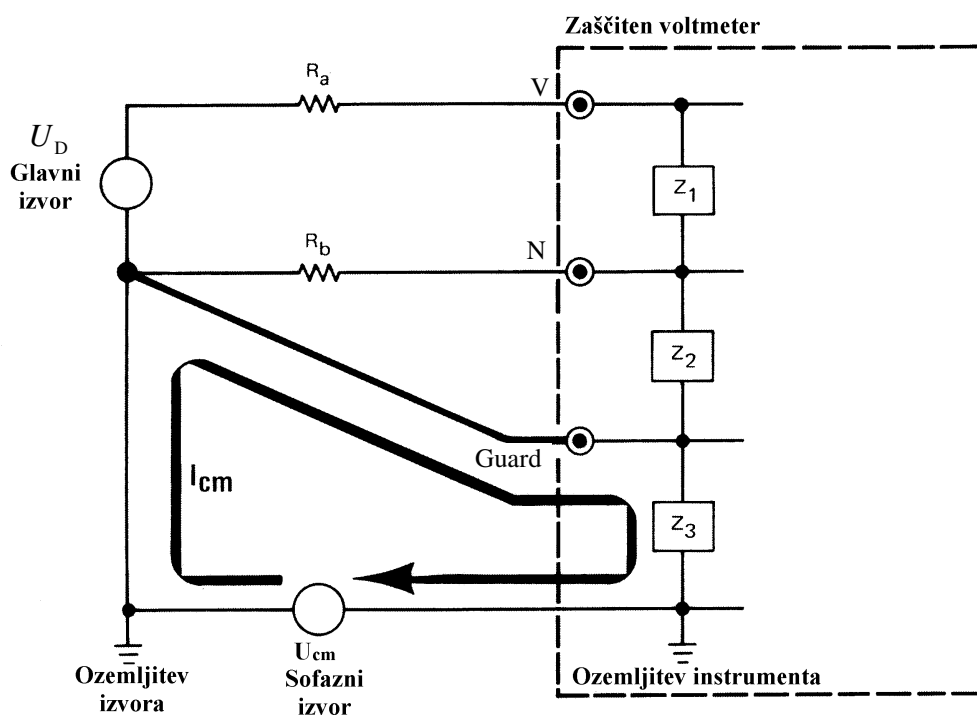 Zaščiten voltmeter
Ra
V
UD
Glavni
izvor
Z1
Rb
N
Z2
Guard
Icm
Z3
Ucm
Sofazni
izvor
Ozemljitev
izvora
Ozemljitev instrumenta